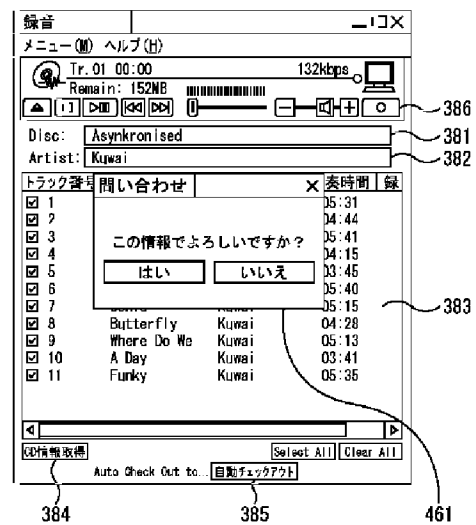 録音
メニュー(M) ヘルプ(H)
Tr.01 00:00 132kbps
Remain: 152MB
386
Disc: Asynkronised 381
Artist: Kuwai 382
トラック番号 奏時間 録
問い合わせ
この情報でよろしいですか？
はい いいえ
1 05:31
2 04:44
3 05:41
4 04:15
5 03:45
6 05:40
7 Kuwai 05:15 383
8 Butterfly Kuwai 04:28
9 Where Do We Kuwai 05:13
10 A Day Kuwai 03:41
11 Funky Kuwai 05:35
CD情報取得 Select All Clear All
Auto Check Out to... 自動チェックアウト
384 385 461